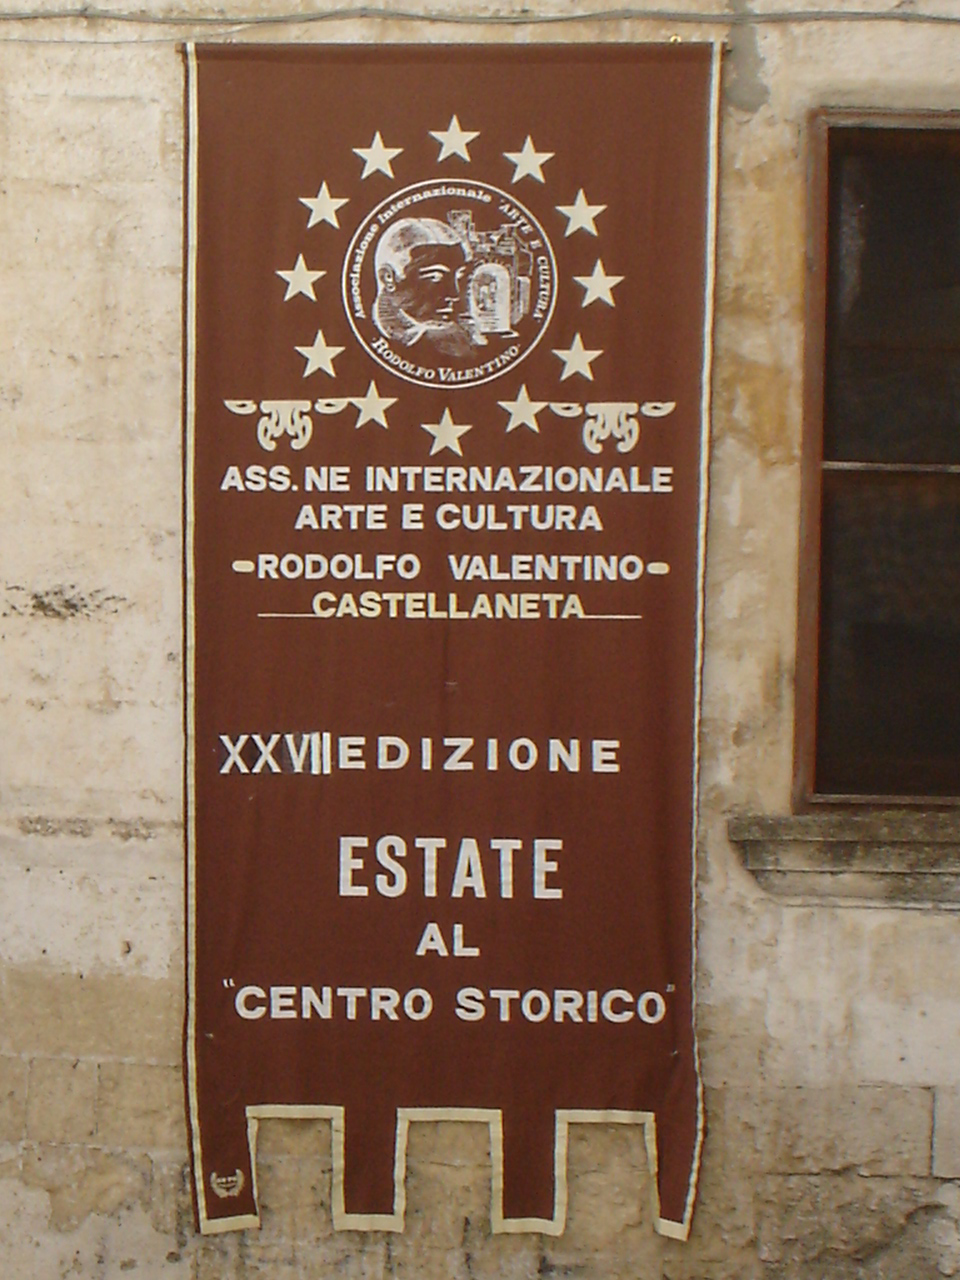 Associazione Internazionale "ARTE E CULTURA"
"RODOLFO VALENTINO"
ASS.NE INTERNAZIONALE
ARTE E CULTURA
-RODOLFO VALENTINO-
CASTELLANETA
XXVII EDIZIONE
ESTATE
AL
"CENTRO STORICO"